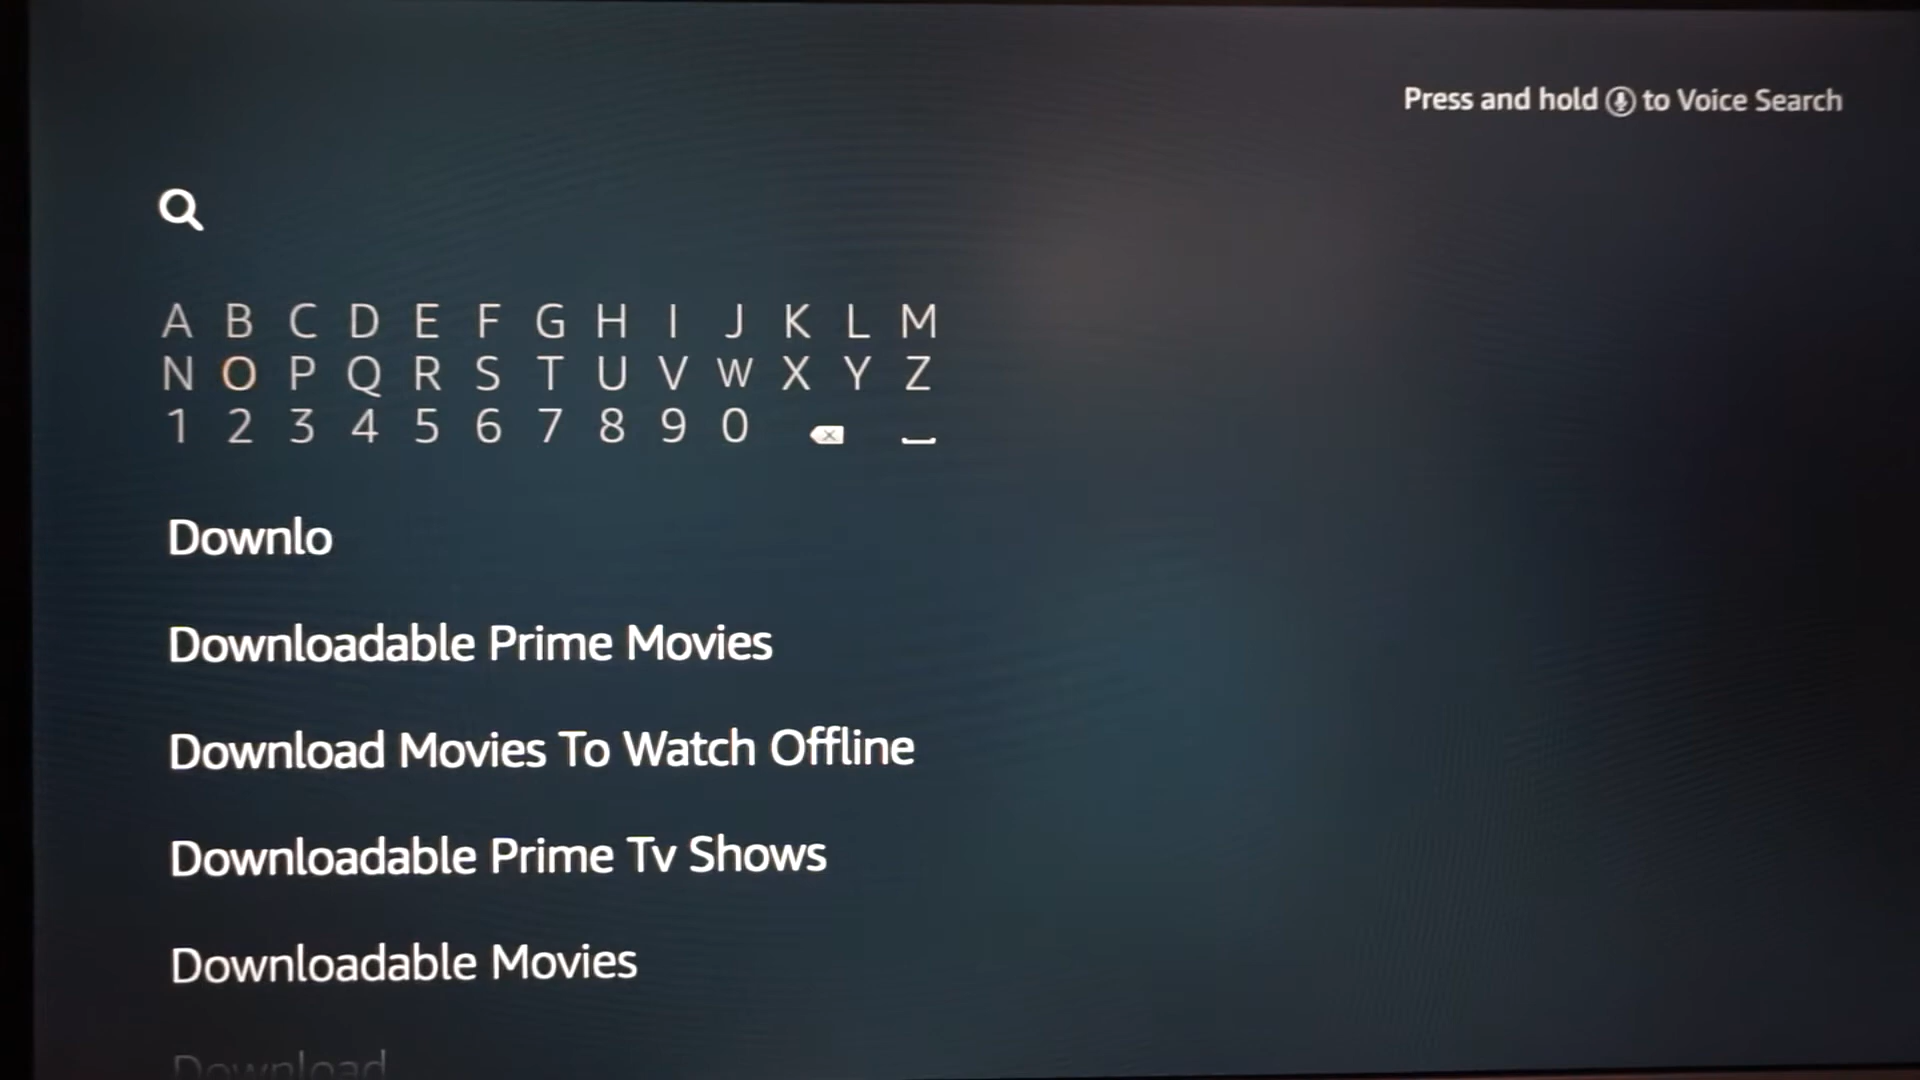 Press and hold to Voice Search
A B C D E F G H I J K L M
N O P Q R S T U V W X Y Z
1 2 3 4 5 6 7 8 9 0
Downlo
Downloadable Prime Movies
Download Movies To Watch Offline
Downloadable Prime Tv Shows
Downloadable Movies
Download